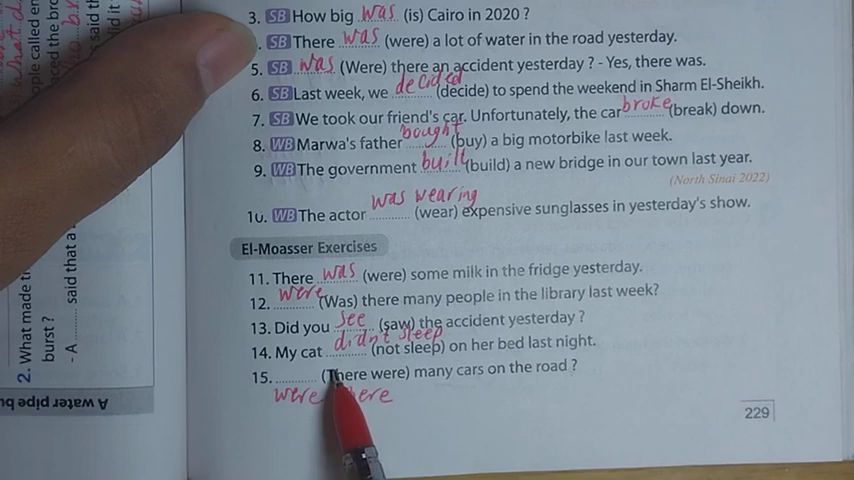 3. SB How big was (is) Cairo in 2020 ?
. SB There was (were) a lot of water in the road yesterday.
5. SB was (Were) there an accident yesterday ? - Yes, there was.
6. SB Last week, we decided (decide) to spend the weekend in Sharm El-Sheikh.
7. SB We took our friend's car. Unfortunately, the car broke (break) down.
8. WB Marwa's father bought (buy) a big motorbike last week.
9. WB The government built (build) a new bridge in our town last year.
(North Sinai 2022)
10. WB The actor was wearing (wear) expensive sunglasses in yesterday's show.
El-Moasser Exercises
11. There was (were) some milk in the fridge yesterday.
12. were (Was) there many people in the library last week?
13. Did you see (saw) the accident yesterday ?
14. My cat didn't sleep (not sleep) on her bed last night.
15. ............ (There were) many cars on the road ?
were here
229
2. What made th
burst ?
- A ........ said that a
A water pipe bu